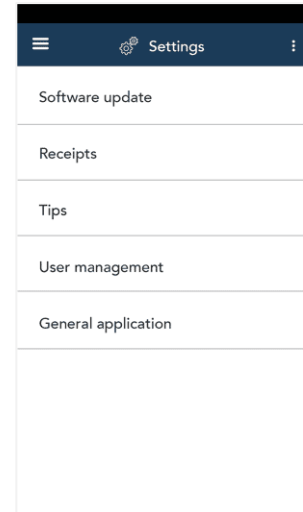 Settings
Software update
Receipts
Tips
User management
General application